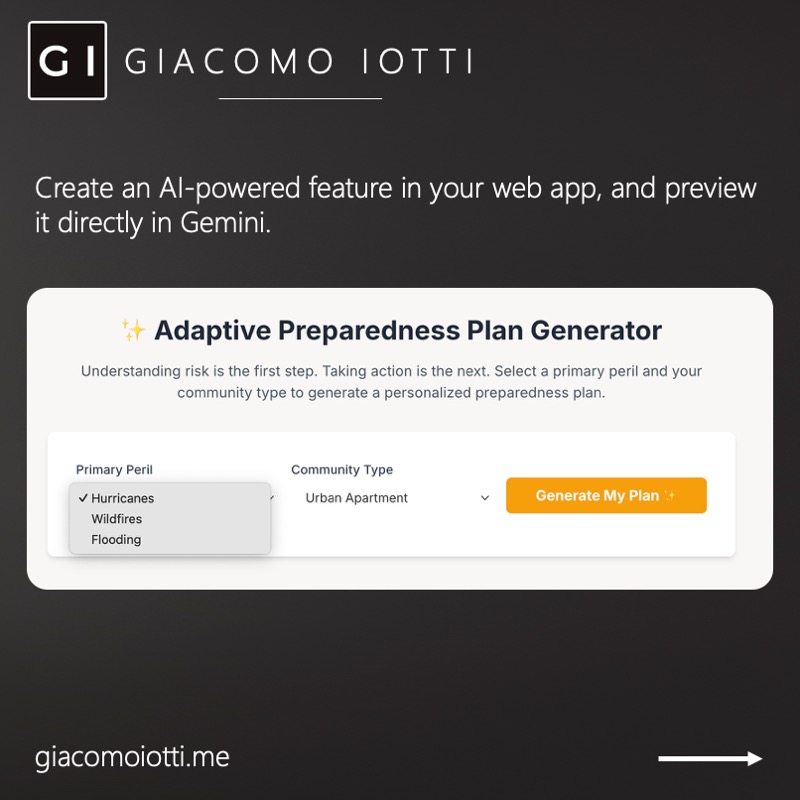 GI GIACOMO IOTTI
Create an AI-powered feature in your web app, and preview
it directly in Gemini.
✨ Adaptive Preparedness Plan Generator
Understanding risk is the first step. Taking action is the next. Select a primary peril and your
community type to generate a personalized preparedness plan.
Primary Peril
✓ Hurricanes
Wildfires
Flooding
Community Type
Urban Apartment
Generate My Plan ✨
giacomoiotti.me